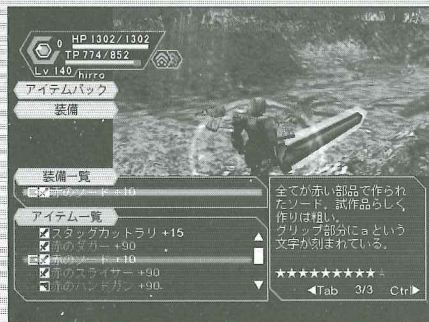 0 HP 1302/1302
TP 774/852
Lv 140 hirro
アイテムパック
装備
装備一覧
赤のソード +10
アイテム一覧
スタッグカットラリ +15
赤のダガー +90
赤のソード +10
赤のスライサー +90
赤のハンドガン +90
全てが赤い部品で作られ
たソード。試作品らしく
作りは粗い。
グリップ部分にaという
文字が刻まれている。
★★★★★★★★★
◀Tab 3/3 Ctrl▶